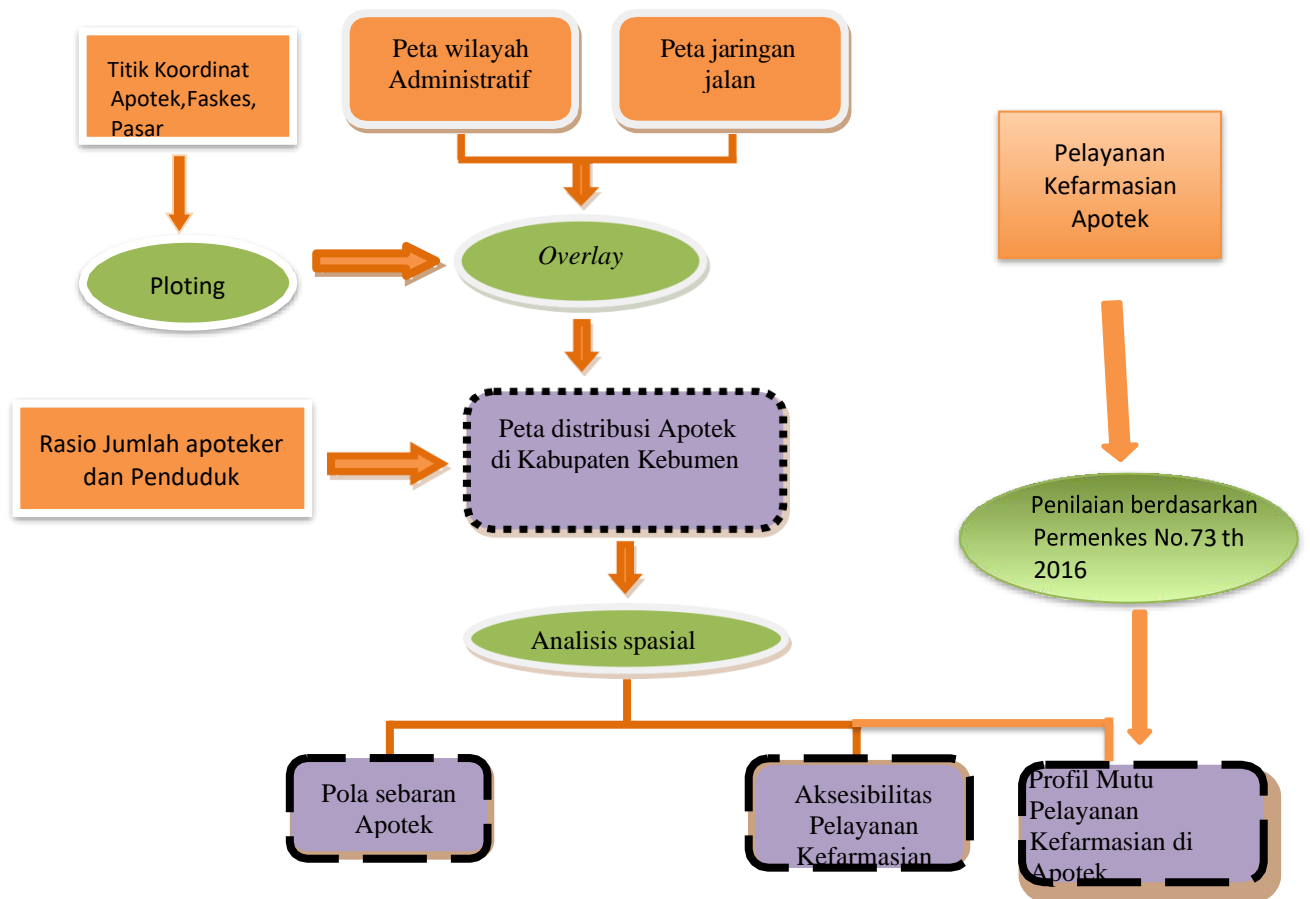 Titik Koordinat
Apotek,Faskes,
Pasar
Peta wilayah
Administratif
Peta jaringan
jalan
Pelayanan
Kefarmasian
Apotek
Ploting
Overlay
Rasio Jumlah apoteker
dan Penduduk
Peta distribusi Apotek
di Kabupaten Kebumen
Penilaian berdasarkan
Permenkes No.73 th
2016
Analisis spasial
Pola sebaran
Apotek
Aksesibilitas
Pelayanan
Kefarmasian
Profil Mutu
Pelayanan
Kefarmasian di
Apotek